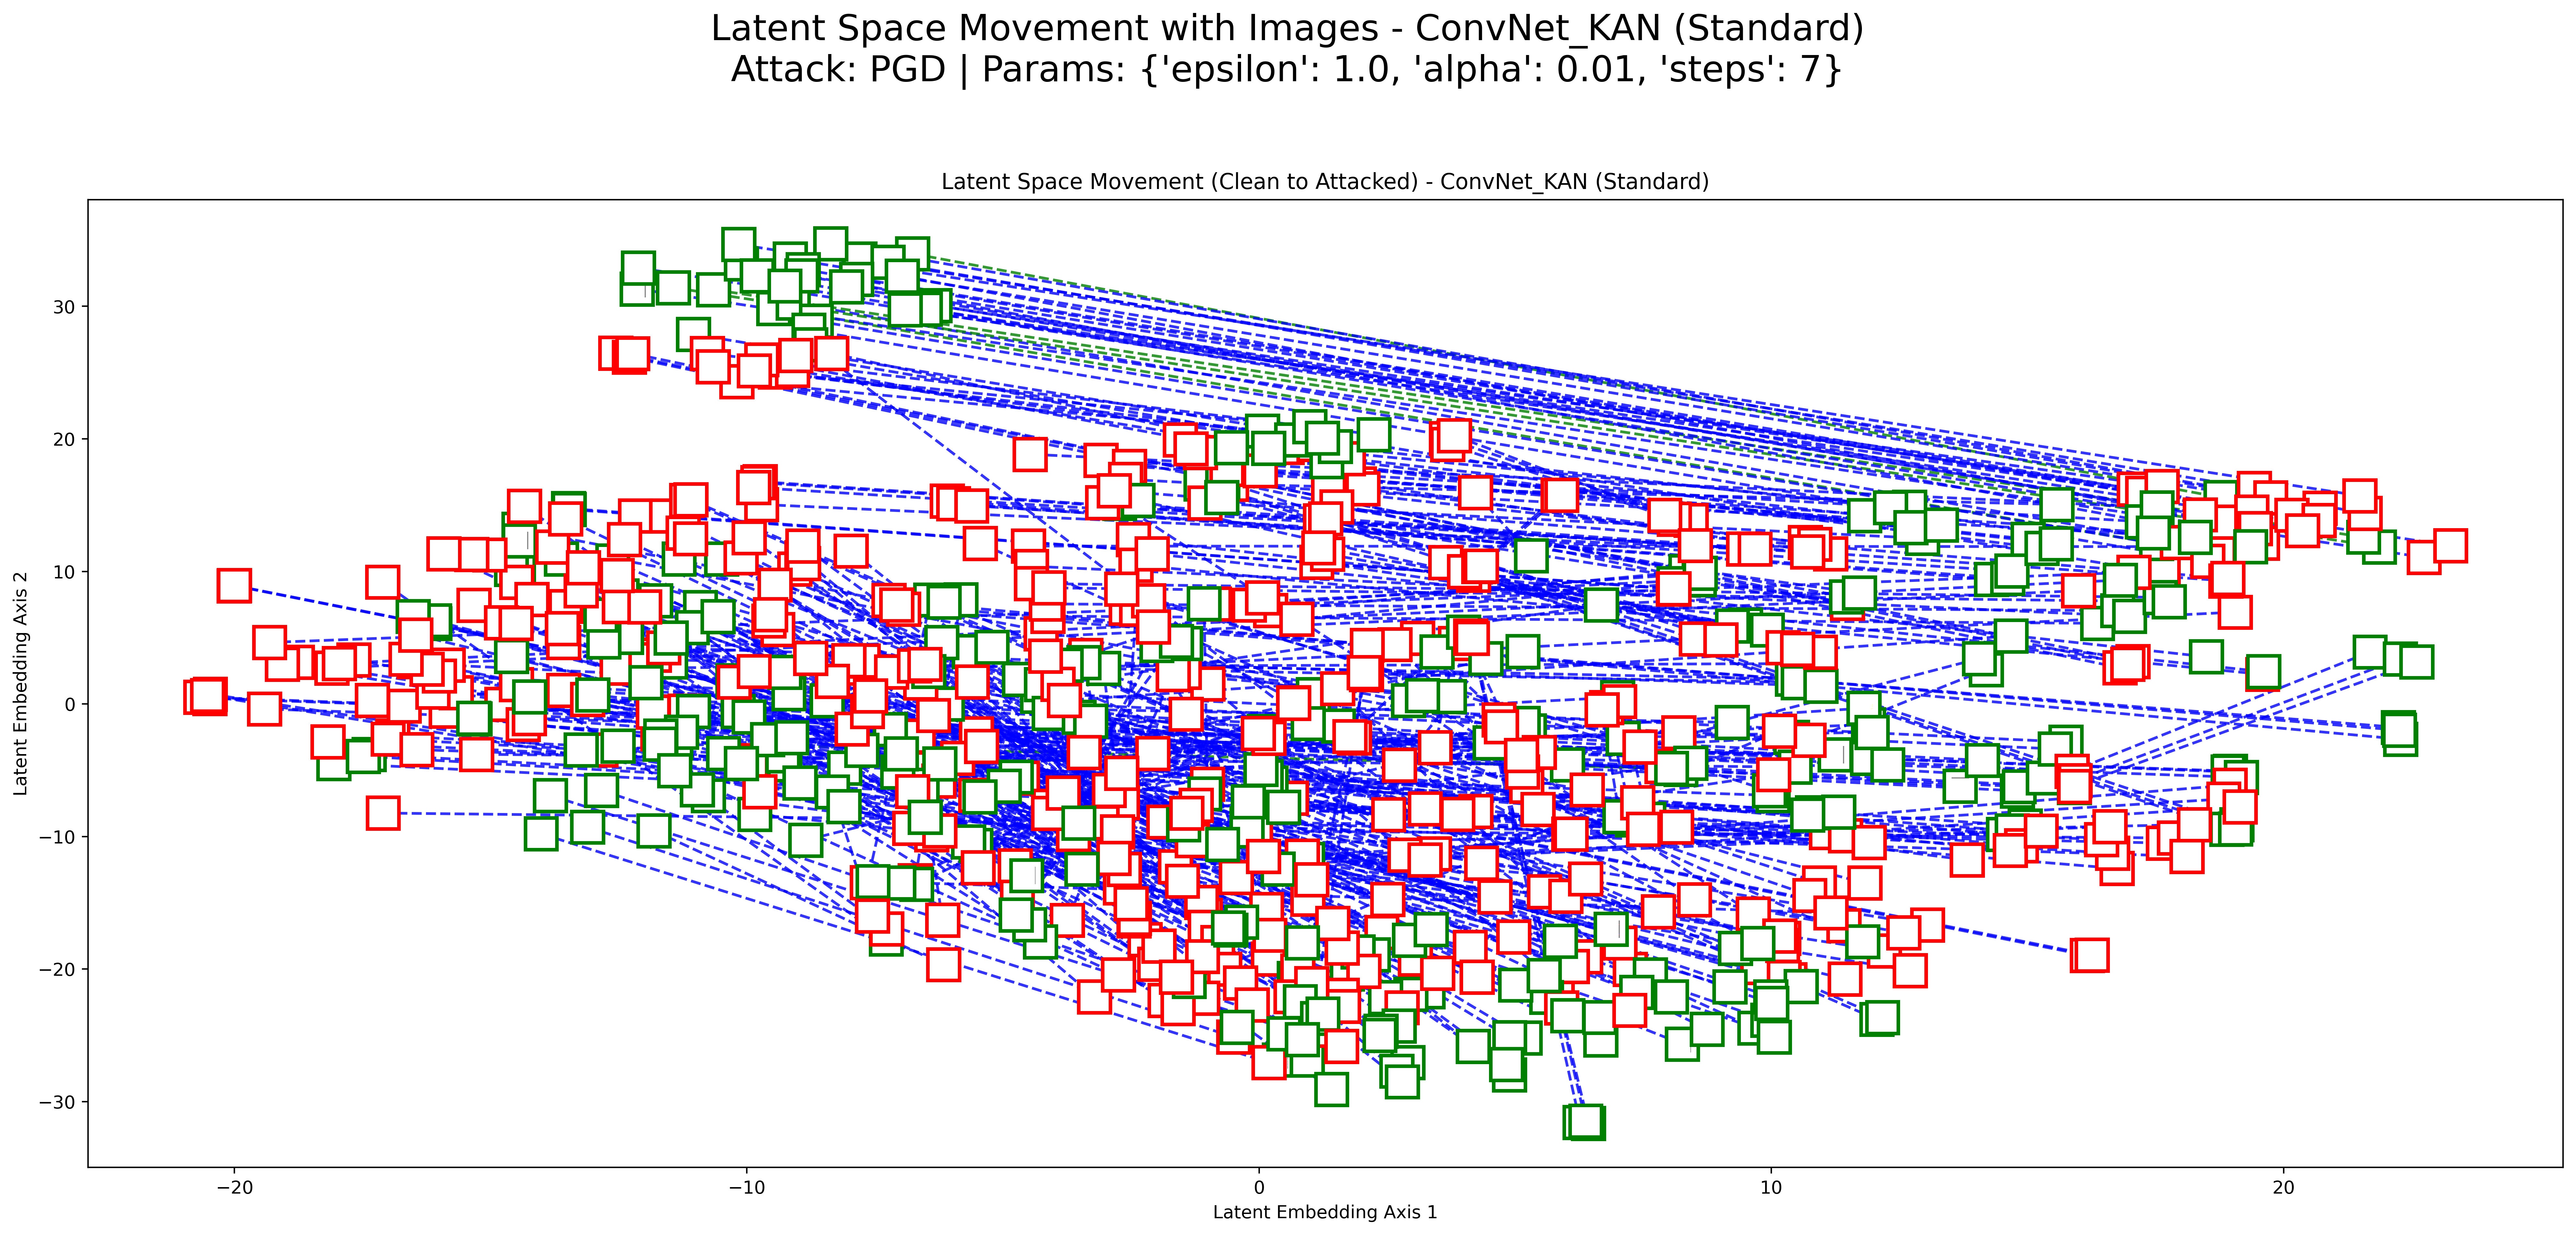 Latent Space Movement with Images - ConvNet_KAN (Standard)
Attack: PGD | Params: {'epsilon': 1.0, 'alpha': 0.01, 'steps': 7}
Latent Space Movement (Clean to Attacked) - ConvNet_KAN (Standard)
30
20
10
0
−10
−20
−30
Latent Embedding Axis 2
−20
−10
0
10
20
Latent Embedding Axis 1